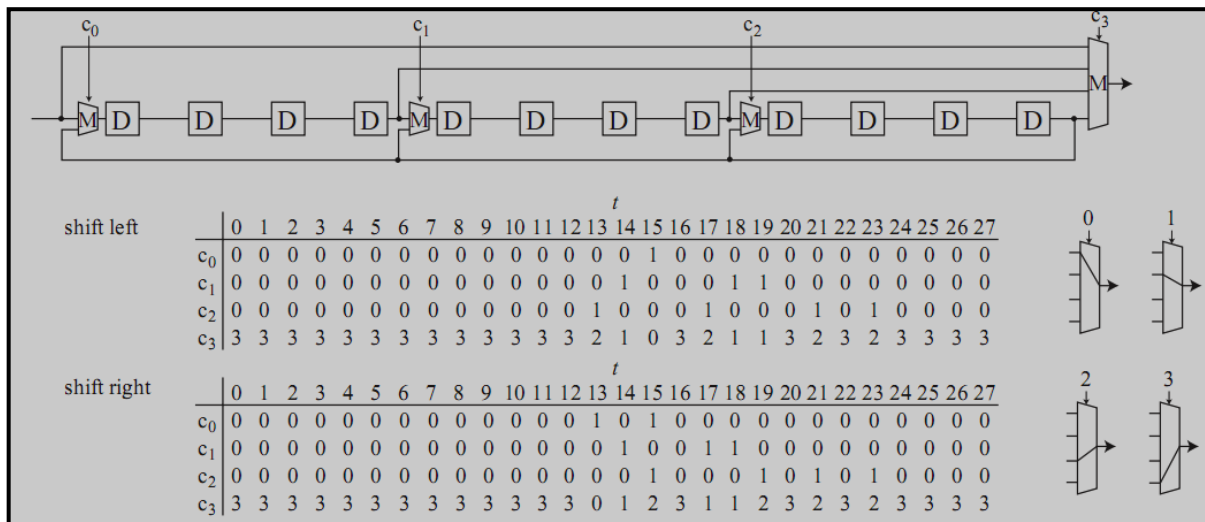 c₀ c₁ c₂ c₃
M
M D D D D M D D D D M D D D D
t
shift left 0 1 2 3 4 5 6 7 8 9 10 11 12 13 14 15 16 17 18 19 20 21 22 23 24 25 26 27 0 1
c₀ 0 0 0 0 0 0 0 0 0 0 0 0 0 0 0 1 0 0 0 0 0 0 0 0 0 0 0 0
c₁ 0 0 0 0 0 0 0 0 0 0 0 0 0 0 1 0 0 0 1 1 0 0 0 0 0 0 0 0
c₂ 0 0 0 0 0 0 0 0 0 0 0 0 0 1 0 0 0 1 0 0 0 1 0 1 0 0 0 0
c₃ 3 3 3 3 3 3 3 3 3 3 3 3 3 2 1 0 3 2 1 1 3 2 3 2 3 3 3 3
t
shift right 0 1 2 3 4 5 6 7 8 9 10 11 12 13 14 15 16 17 18 19 20 21 22 23 24 25 26 27 2 3
c₀ 0 0 0 0 0 0 0 0 0 0 0 0 0 1 0 1 0 0 0 0 0 0 0 0 0 0 0 0
c₁ 0 0 0 0 0 0 0 0 0 0 0 0 0 0 1 0 0 1 1 0 0 0 0 0 0 0 0 0
c₂ 0 0 0 0 0 0 0 0 0 0 0 0 0 0 0 1 0 0 0 1 0 1 0 1 0 0 0 0
c₃ 3 3 3 3 3 3 3 3 3 3 3 3 3 0 1 2 3 1 1 2 3 2 3 2 3 3 3 3